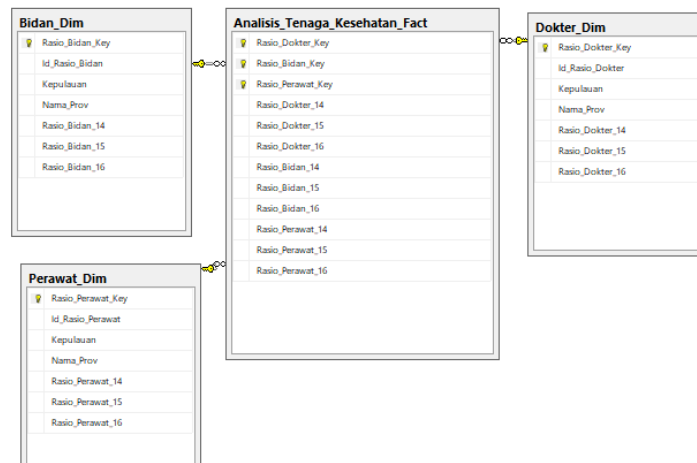 Bidan_Dim
Rasio_Bidan_Key
Id_Rasio_Bidan
Kepulauan
Nama_Prov
Rasio_Bidan_14
Rasio_Bidan_15
Rasio_Bidan_16
Analisis_Tenaga_Kesehatan_Fact
Rasio_Dokter_Key
Rasio_Bidan_Key
Rasio_Perawat_Key
Rasio_Dokter_14
Rasio_Dokter_15
Rasio_Dokter_16
Rasio_Bidan_14
Rasio_Bidan_15
Rasio_Bidan_16
Rasio_Perawat_14
Rasio_Perawat_15
Rasio_Perawat_16
Dokter_Dim
Rasio_Dokter_Key
Id_Rasio_Dokter
Kepulauan
Nama_Prov
Rasio_Dokter_14
Rasio_Dokter_15
Rasio_Dokter_16
Perawat_Dim
Rasio_Perawat_Key
Id_Rasio_Perawat
Kepulauan
Nama_Prov
Rasio_Perawat_14
Rasio_Perawat_15
Rasio_Perawat_16